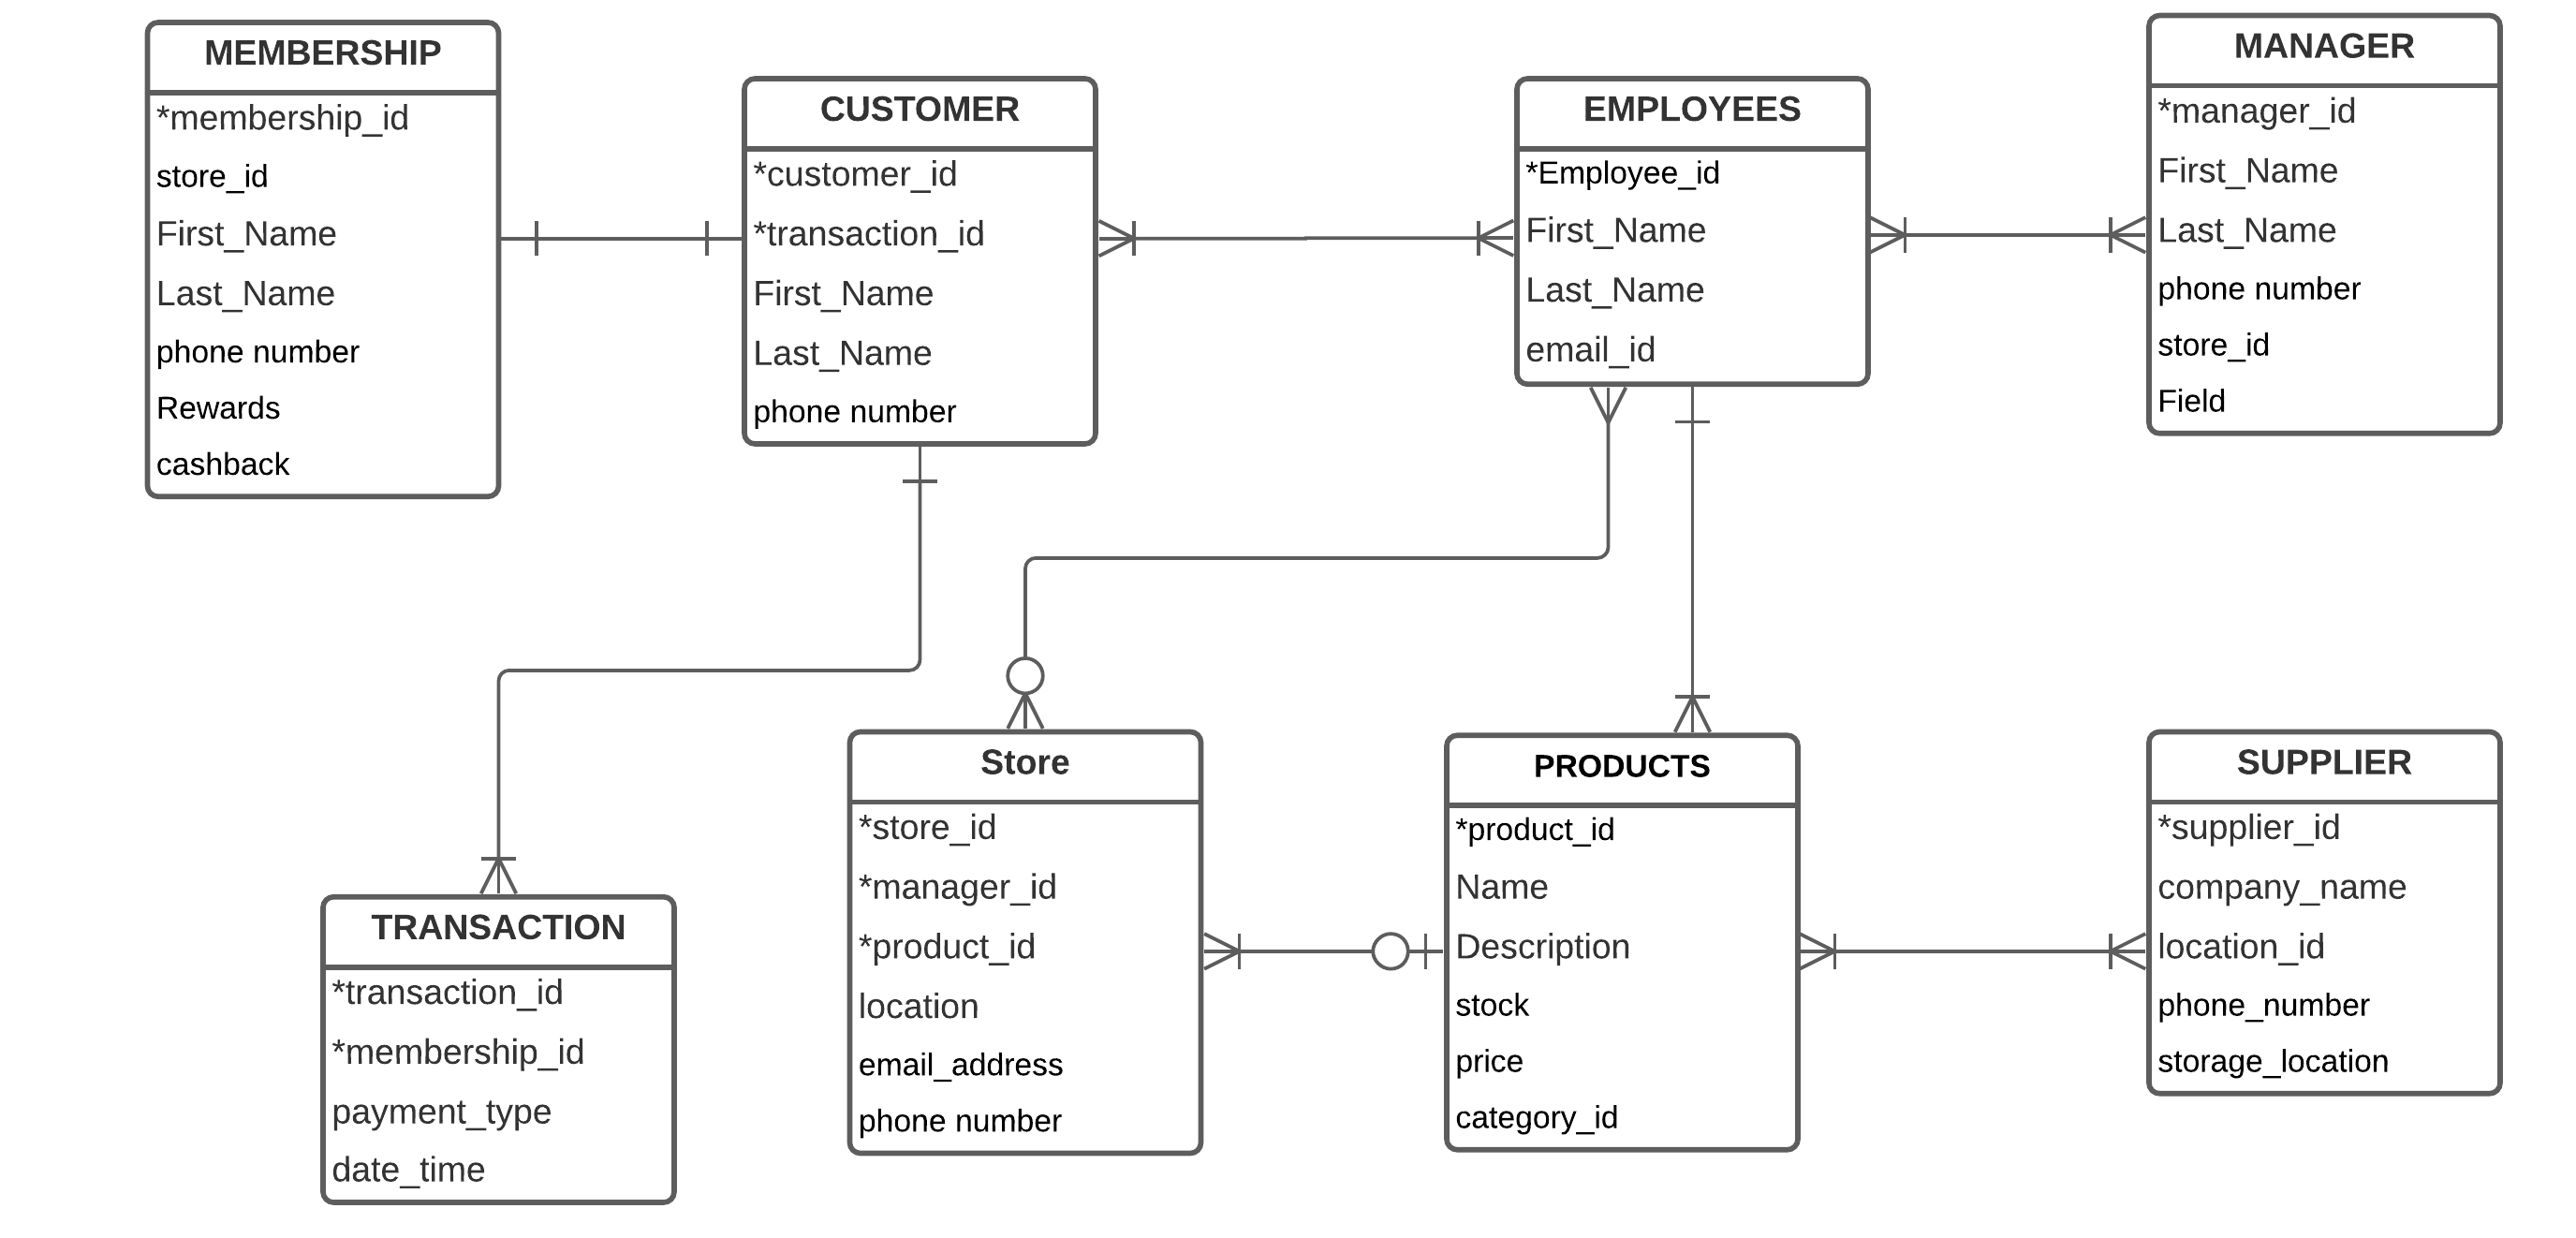 MEMBERSHIP
*membership_id
store_id
First_Name
Last_Name
phone number
Rewards
cashback
CUSTOMER
*customer_id
*transaction_id
First_Name
Last_Name
phone number
EMPLOYEES
*Employee_id
First_Name
Last_Name
email_id
MANAGER
*manager_id
First_Name
Last_Name
phone number
store_id
Field
TRANSACTION
*transaction_id
*membership_id
payment_type
date_time
Store
*store_id
*manager_id
*product_id
location
email_address
phone number
PRODUCTS
*product_id
Name
Description
stock
price
category_id
SUPPLIER
*supplier_id
company_name
location_id
phone_number
storage_location